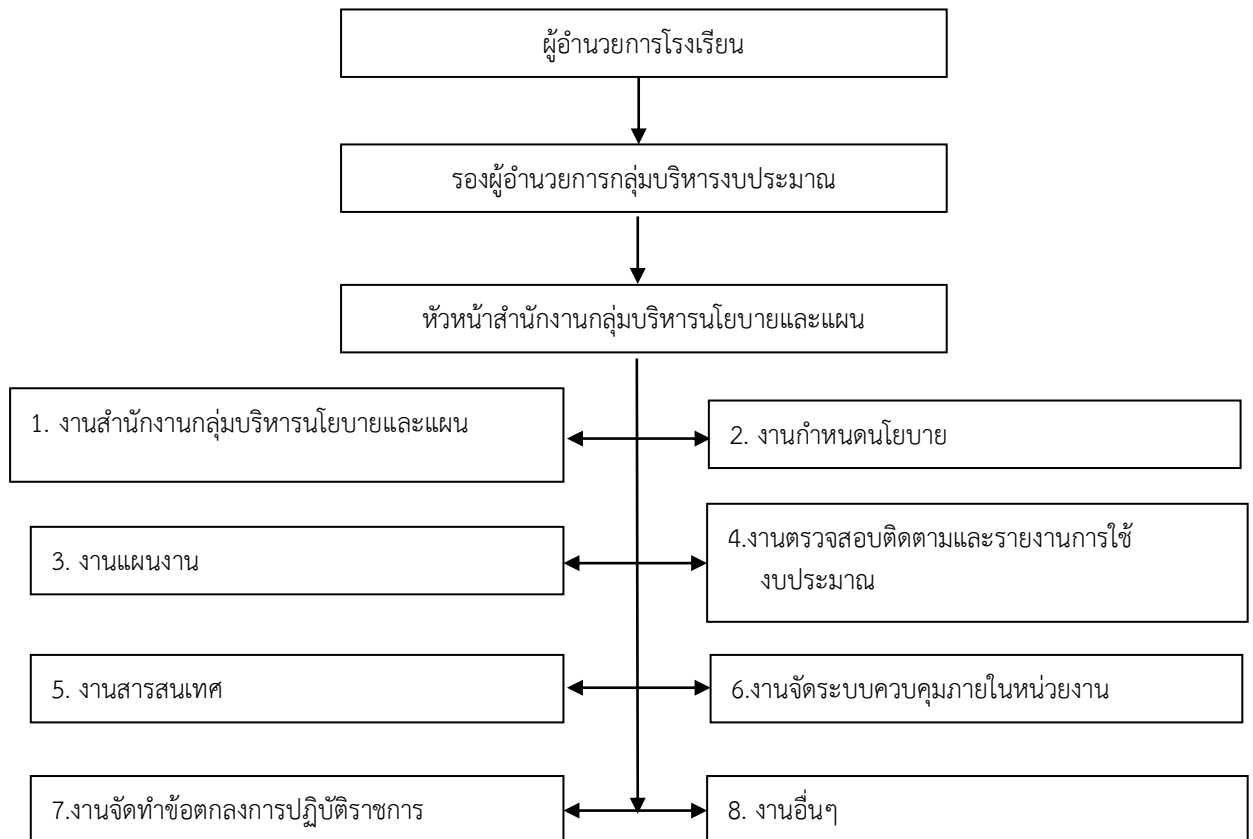 ผู้อำนวยการโรงเรียน
รองผู้อำนวยการกลุ่มบริหารงบประมาณ
หัวหน้าสำนักงานกลุ่มบริหารนโยบายและแผน
1. งานสำนักงานกลุ่มบริหารนโยบายและแผน
2. งานกำหนดนโยบาย
3. งานแผนงาน
4.งานตรวจสอบติดตามและรายงานการใช้
งบประมาณ
5. งานสารสนเทศ
6.งานจัดระบบควบคุมภายในหน่วยงาน
7.งานจัดทำข้อตกลงการปฏิบัติราชการ
8. งานอื่นๆ